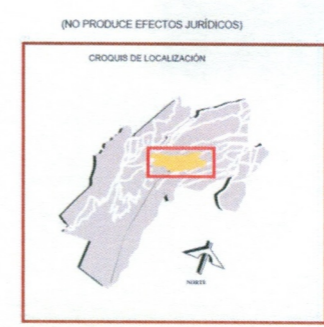 (NO PRODUCE EFECTOS JURÍDICOS)
CROQUIS DE LOCALIZACIÓN
NORTE